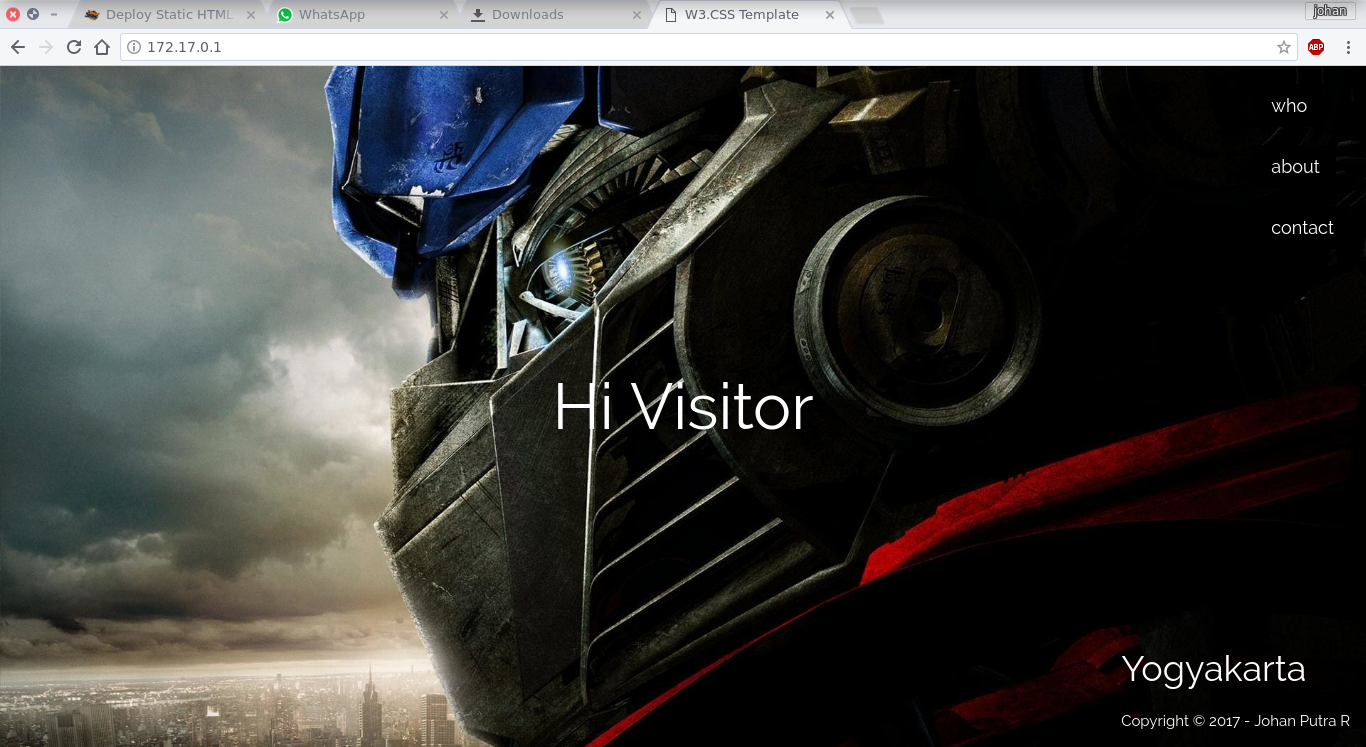 Deploy Static HTML
WhatsApp
Downloads
W3.CSS Template
johan
172.17.0.1
ABP
who
about
contact
Hi Visitor
Yogyakarta
Copyright © 2017 - Johan Putra R